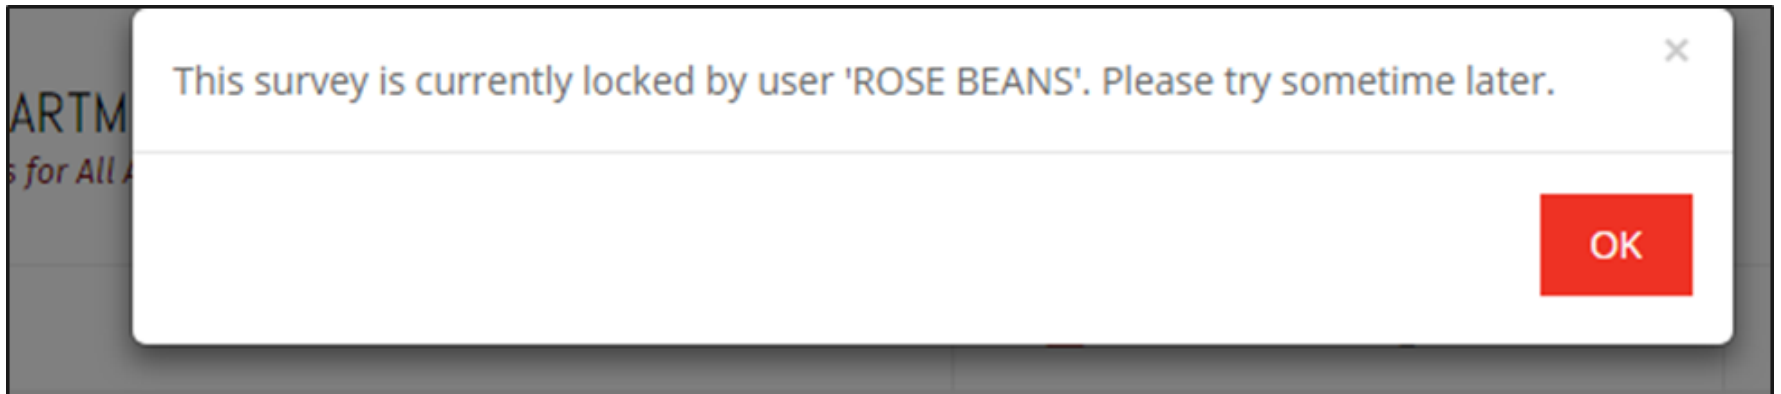 This survey is currently locked by user 'ROSE BEANS'. Please try sometime later.
×
ARTM
s for All A
OK